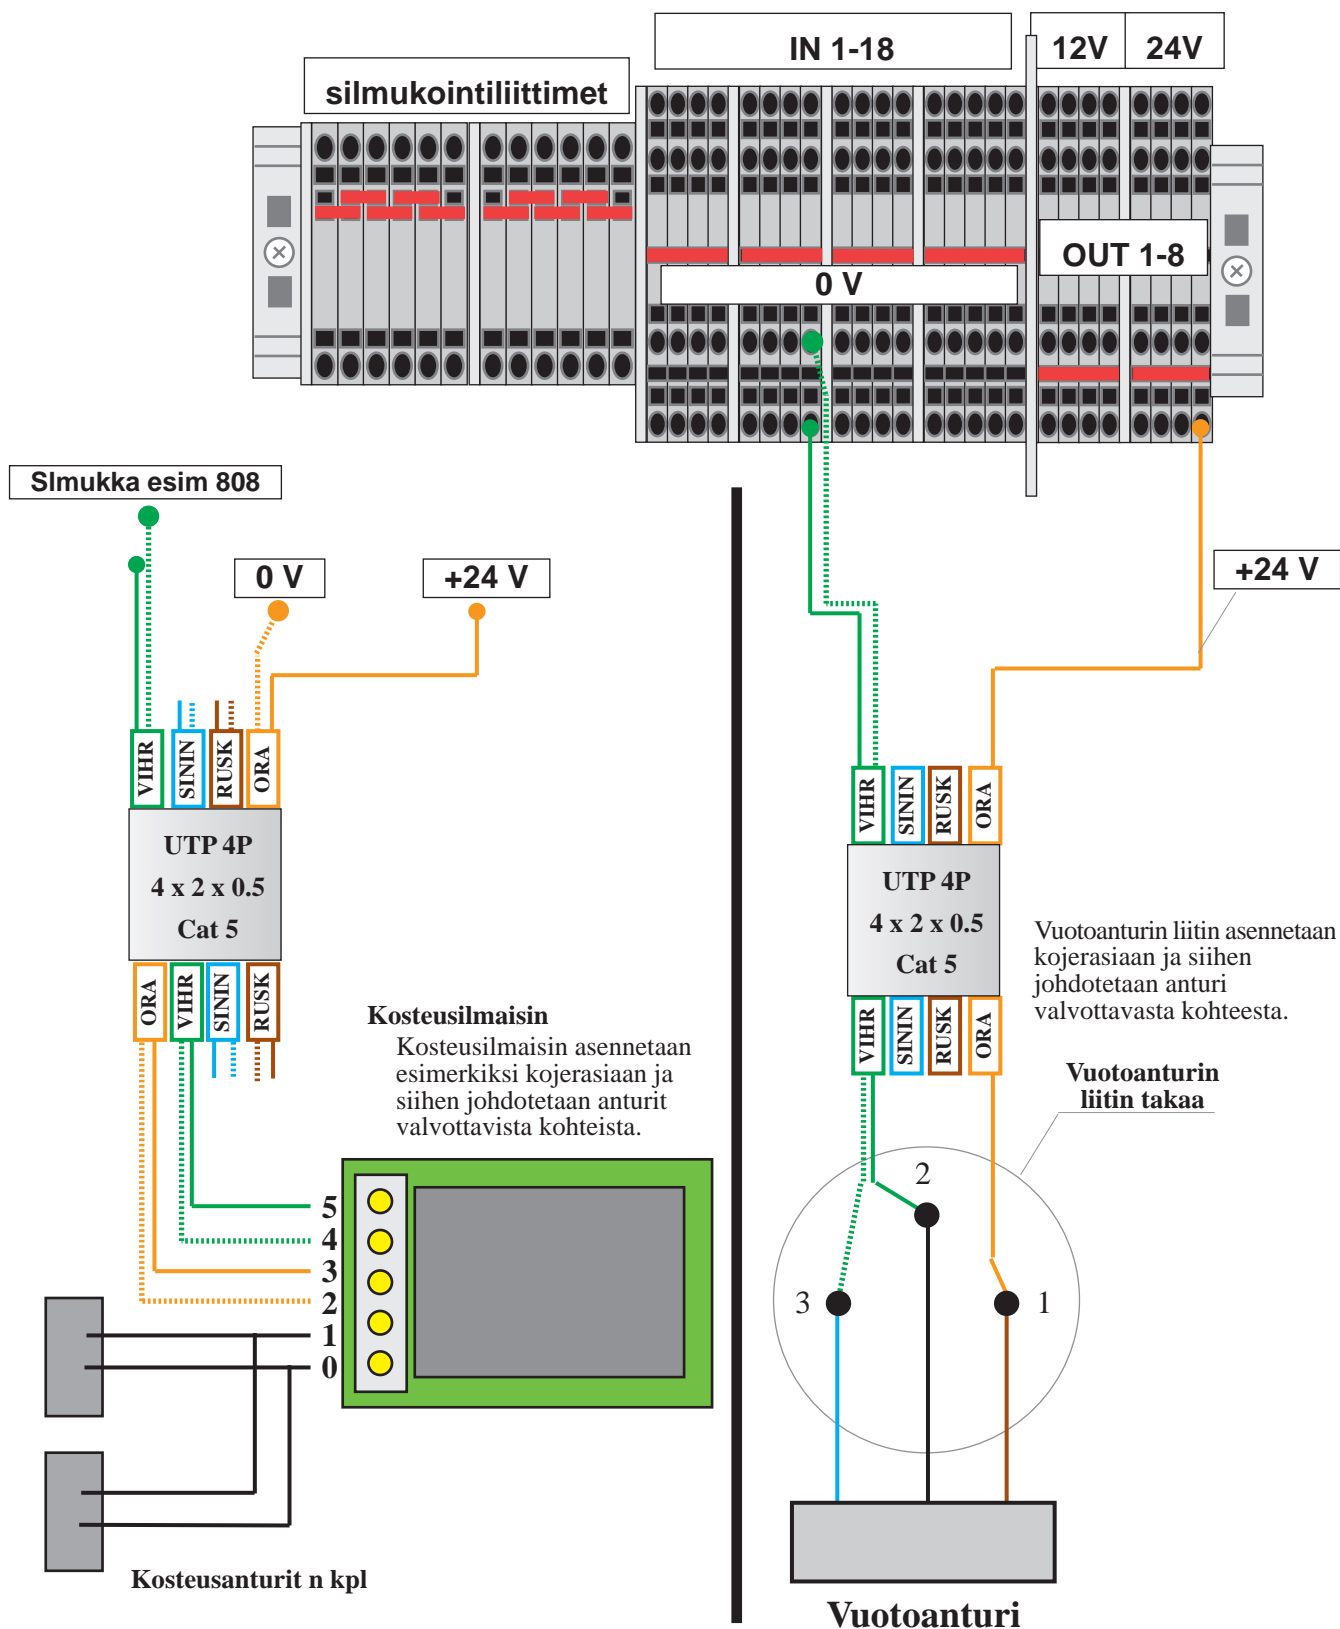 IN 1-18
12V
24V
silmukointiliittimet
OUT 1-8
0 V
SImukka esim 808
0 V
+24 V
+24 V
VIHR
SININ
RUSK
ORA
UTP 4P
4 x 2 x 0.5
Cat 5
ORA
VIHR
SININ
RUSK
VIHR
SININ
RUSK
ORA
UTP 4P
4 x 2 x 0.5
Cat 5
VIHR
SININ
RUSK
ORA
Vuotoanturin liitin asennetaan
kojerasiaan ja siihen
johdotetaan anturi
valvottavasta kohteesta.
Kosteusilmaisin
Kosteusilmaisin asennetaan
esimerkiksi kojerasiaan ja
siihen johdotetaan anturit
valvottavista kohteista.
Vuotoanturin
liitin takaa
5
4
3
2
1
0
2
3
1
Kosteusanturit n kpl
Vuotoanturi